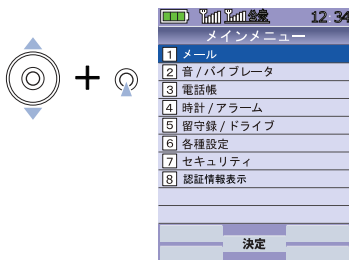 12:34
メインメニュー
1 メール
2 音/バイブレータ
3 電話帳
4 時計/アラーム
5 留守録/ドライブ
6 各種設定
7 セキュリティ
8 認証情報表示
決定